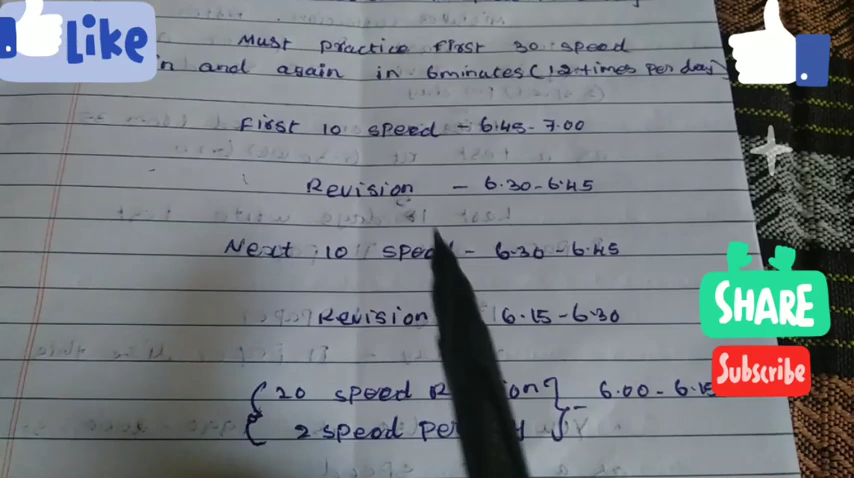 Like
Must practice first 30 speed
and again in 6minutes (12 times per day)
First 10 speed - 6.45-7.00
Revision - 6.30-6.45
Next 10 speed - 6.30-6.45
Revision 6.15-6.30
SHARE
Subscribe
{20 speed Revision} - 6.00-6.15
2 speed per